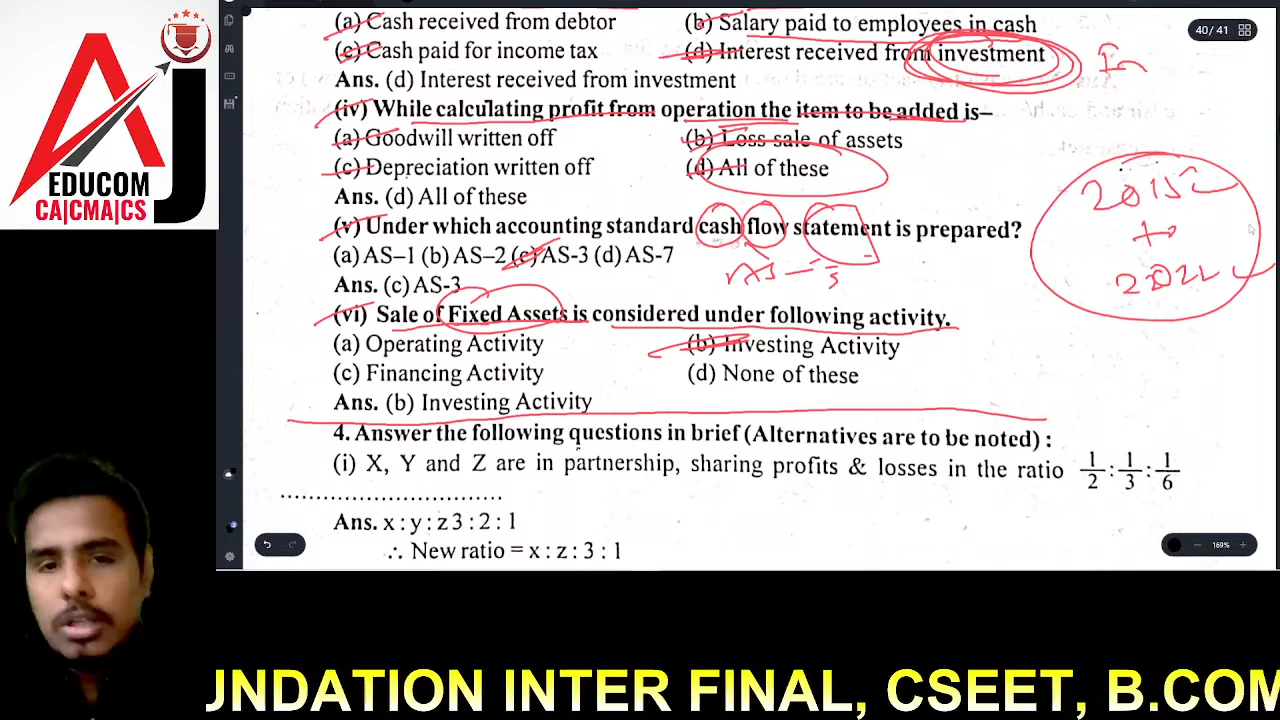 (a) Cash received from debtor (b) Salary paid to employees in cash
(c) Cash paid for income tax (d) Interest received from investment
Ans. (d) Interest received from investment
(iv) While calculating profit from operation the item to be added is–
(a) Goodwill written off (b) Loss sale of assets
(c) Depreciation written off (d) All of these
Ans. (d) All of these
(v) Under which accounting standard cash flow statement is prepared?
(a) AS–1 (b) AS–2 (c) AS-3 (d) AS-7
Ans. (c) AS-3
(vi) Sale of Fixed Assets is considered under following activity.
(a) Operating Activity (b) Investing Activity
(c) Financing Activity (d) None of these
Ans. (b) Investing Activity
4. Answer the following questions in brief (Alternatives are to be noted) :
(i) X, Y and Z are in partnership, sharing profits & losses in the ratio 1/2 : 1/3 : 1/6
................................
Ans. x : y : z 3 : 2 : 1
∴ New ratio = x : z : 3 : 1
40 / 41
AS – 3
to
169%
AJ
EDUCOM
CA|CMA|CS
UNDATION INTER FINAL, CSEET, B.COM